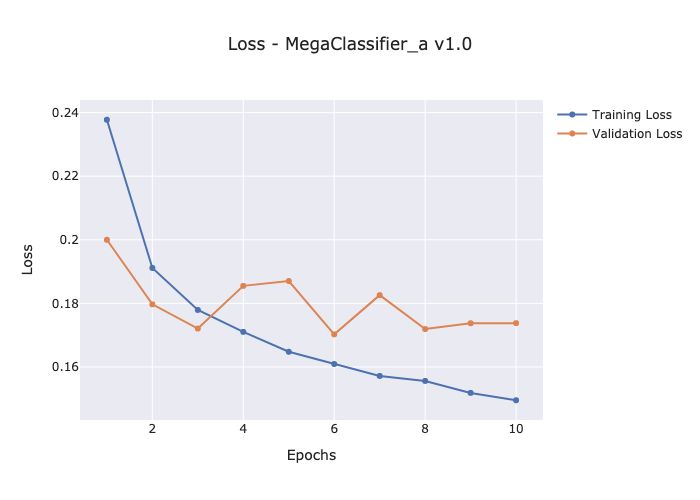 Loss - MegaClassifier_a v1.0
Training Loss
Validation Loss
Loss
0.24
0.22
0.2
0.18
0.16
2 4 6 8 10
Epochs